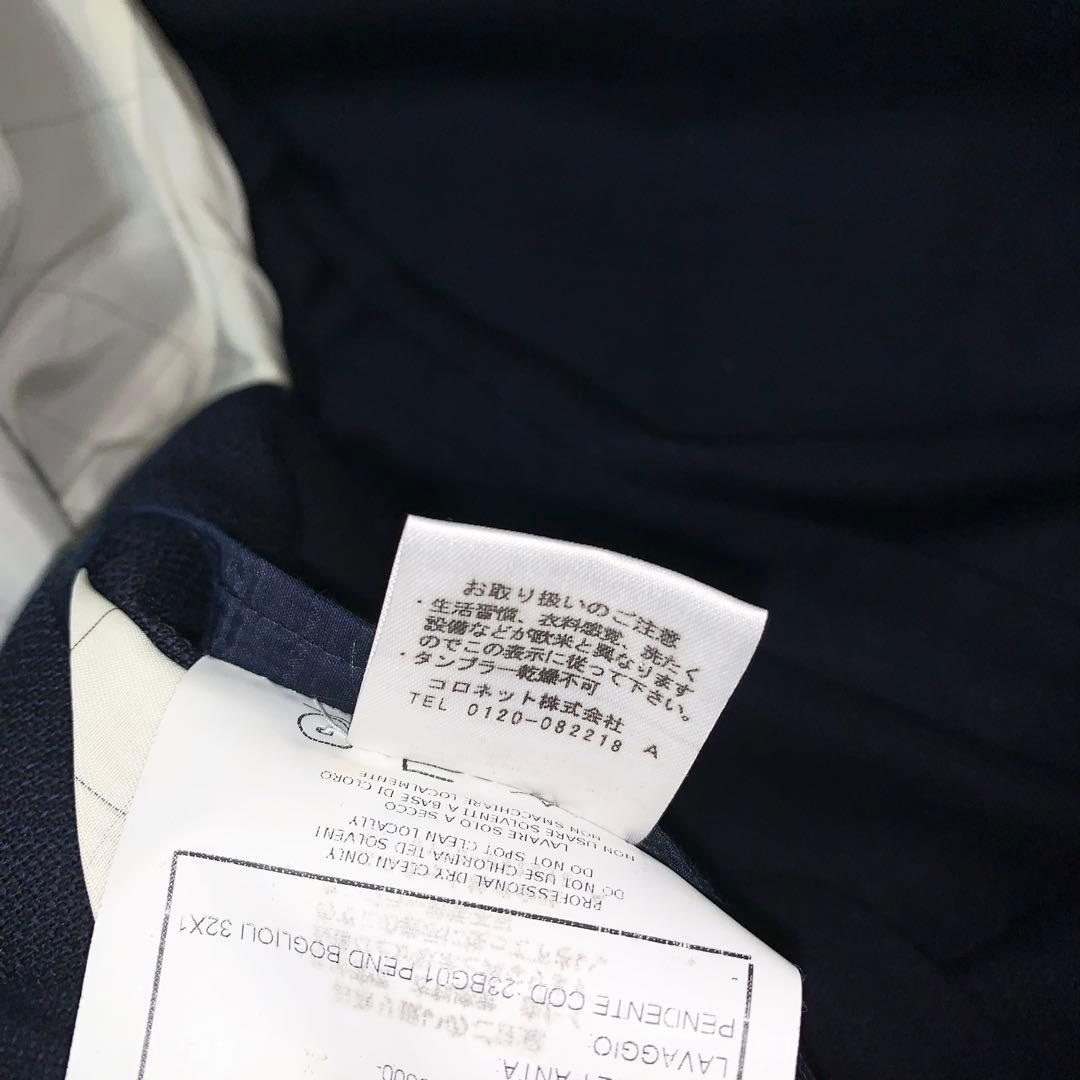 お取り扱いのご注意
・生活習慣、衣料感覚、洗たく
設備などが欧米と異なります
のでこの表示に従って下さい。
・タンブラー乾燥不可
コロネット株式会社
TEL 0120-082218 A
PENDENTE COD. 23BG01 PEND BOGLIOLI 32X1
LAVAGGIO:
PROFESSIONAL DRY CLEAN ONLY
DO NOT USE CHLORINATED SOLVENT
DO NOT SPOT CLEAN LOCALLY
LAVARE SOLO A SECCO
NON USARE SOLVENTI A BASE DI CLORO
NON SMACCHIARE LOCALMENTE